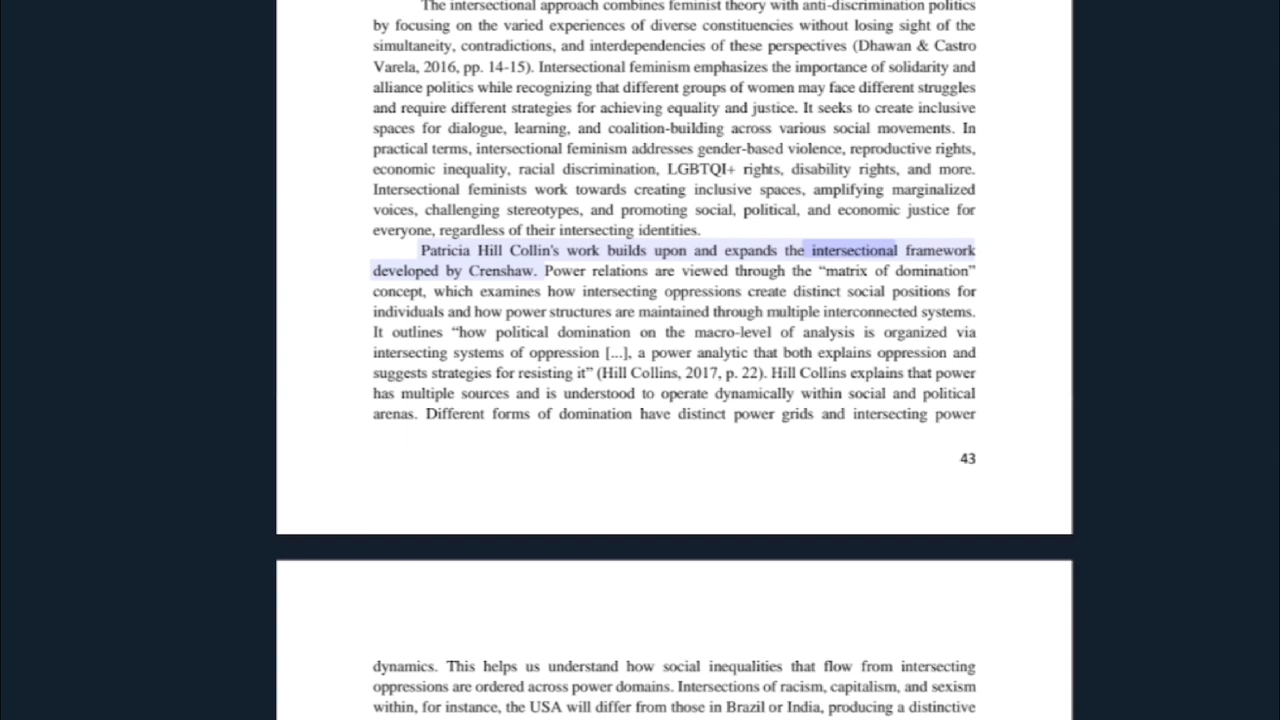 The intersectional approach combines feminist theory with anti-discrimination politics
by focusing on the varied experiences of diverse constituencies without losing sight of the
simultaneity, contradictions, and interdependencies of these perspectives (Dhawan & Castro
Varela, 2016, pp. 14-15). Intersectional feminism emphasizes the importance of solidarity and
alliance politics while recognizing that different groups of women may face different struggles
and require different strategies for achieving equality and justice. It seeks to create inclusive
spaces for dialogue, learning, and coalition-building across various social movements. In
practical terms, intersectional feminism addresses gender-based violence, reproductive rights,
economic inequality, racial discrimination, LGBTQI+ rights, disability rights, and more.
Intersectional feminists work towards creating inclusive spaces, amplifying marginalized
voices, challenging stereotypes, and promoting social, political, and economic justice for
everyone, regardless of their intersecting identities.
Patricia Hill Collin's work builds upon and expands the intersectional framework
developed by Crenshaw. Power relations are viewed through the “matrix of domination”
concept, which examines how intersecting oppressions create distinct social positions for
individuals and how power structures are maintained through multiple interconnected systems.
It outlines “how political domination on the macro-level of analysis is organized via
intersecting systems of oppression [...], a power analytic that both explains oppression and
suggests strategies for resisting it” (Hill Collins, 2017, p. 22). Hill Collins explains that power
has multiple sources and is understood to operate dynamically within social and political
arenas. Different forms of domination have distinct power grids and intersecting power
43
dynamics. This helps us understand how social inequalities that flow from intersecting
oppressions are ordered across power domains. Intersections of racism, capitalism, and sexism
within, for instance, the USA will differ from those in Brazil or India, producing a distinctive